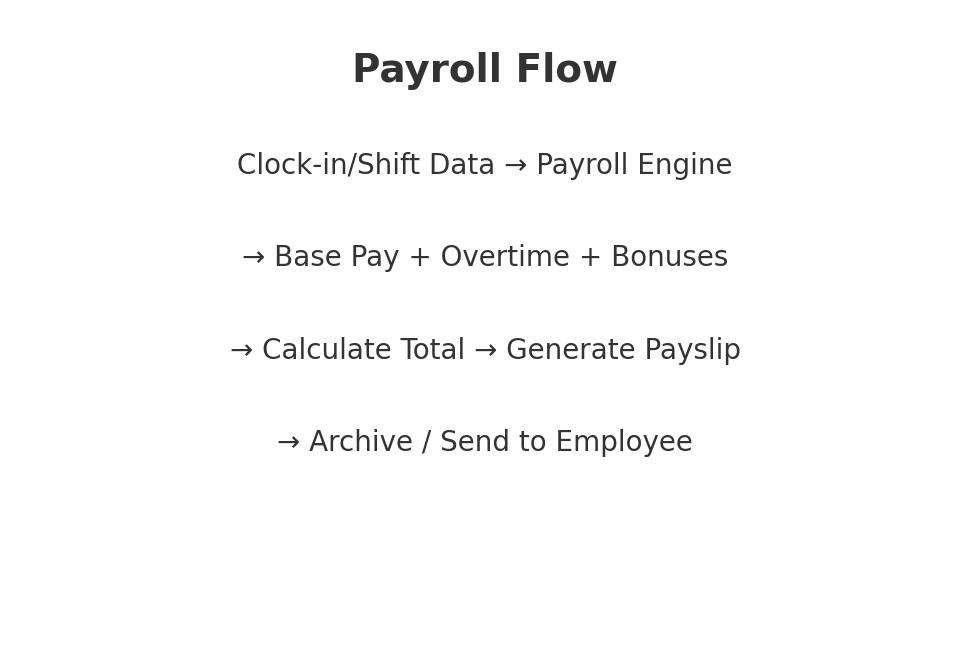 Payroll Flow
Clock-in/Shift Data → Payroll Engine
→ Base Pay + Overtime + Bonuses
→ Calculate Total → Generate Payslip
→ Archive / Send to Employee